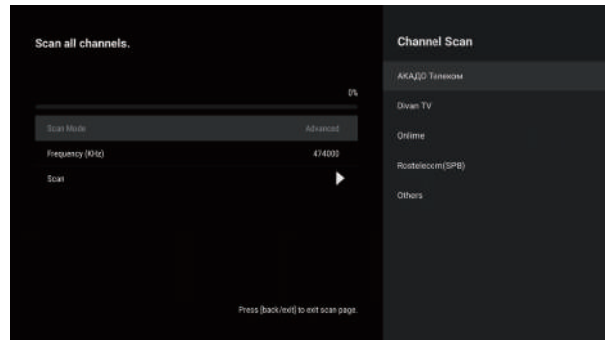 Scan all channels.
0%
Scan Mode Advanced
Frequency (KHz) 474000
Scan
Press [back/exit] to exit scan page.
Channel Scan
АКАДО Телеком
Divan TV
Onlime
Rostelecom(SPB)
Others